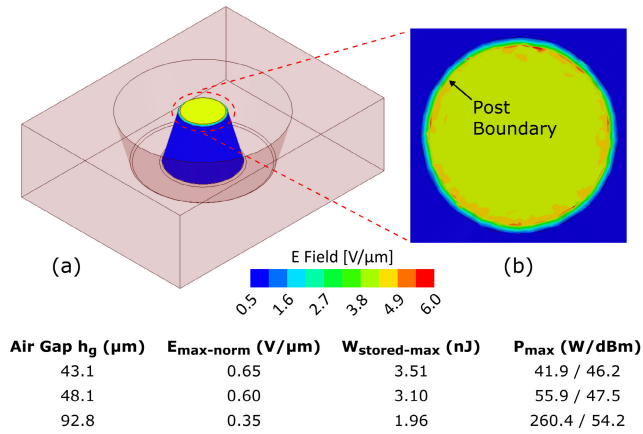 Post
Boundary
(a)
(b)
E Field [V/µm]
0.5 1.6 2.7 3.8 4.9 6.0
Air Gap hg (µm) Emax-norm (V/µm) Wstored-max (nJ) Pmax (W/dBm)
43.1 0.65 3.51 41.9 / 46.2
48.1 0.60 3.10 55.9 / 47.5
92.8 0.35 1.96 260.4 / 54.2